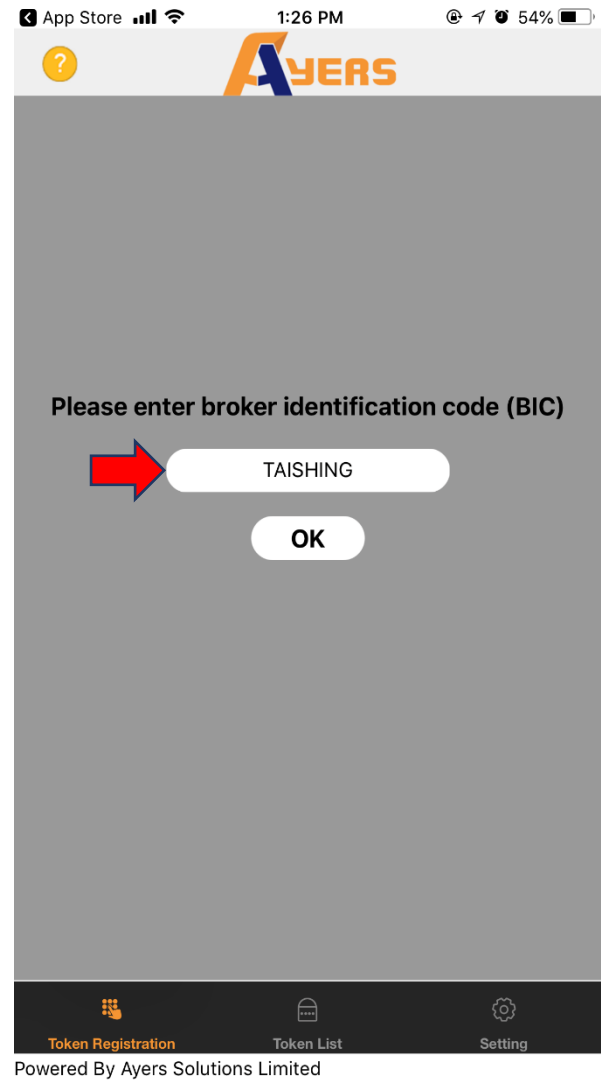 App Store 1:26 PM 54%
?
AYERS
Please enter broker identification code (BIC)
TAISHING
OK
Token Registration Token List Setting
Powered By Ayers Solutions Limited